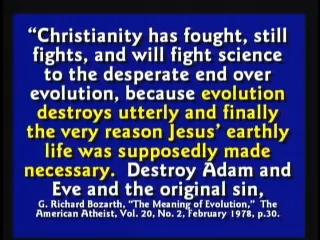 “Christianity has fought, still
fights, and will fight science
to the desperate end over
evolution, because evolution
destroys utterly and finally
the very reason Jesus’ earthly
life was supposedly made
necessary. Destroy Adam and
Eve and the original sin,
G. Richard Bozarth, “The Meaning of Evolution,” The
American Atheist, Vol. 20, No. 2, February 1978, p.30.